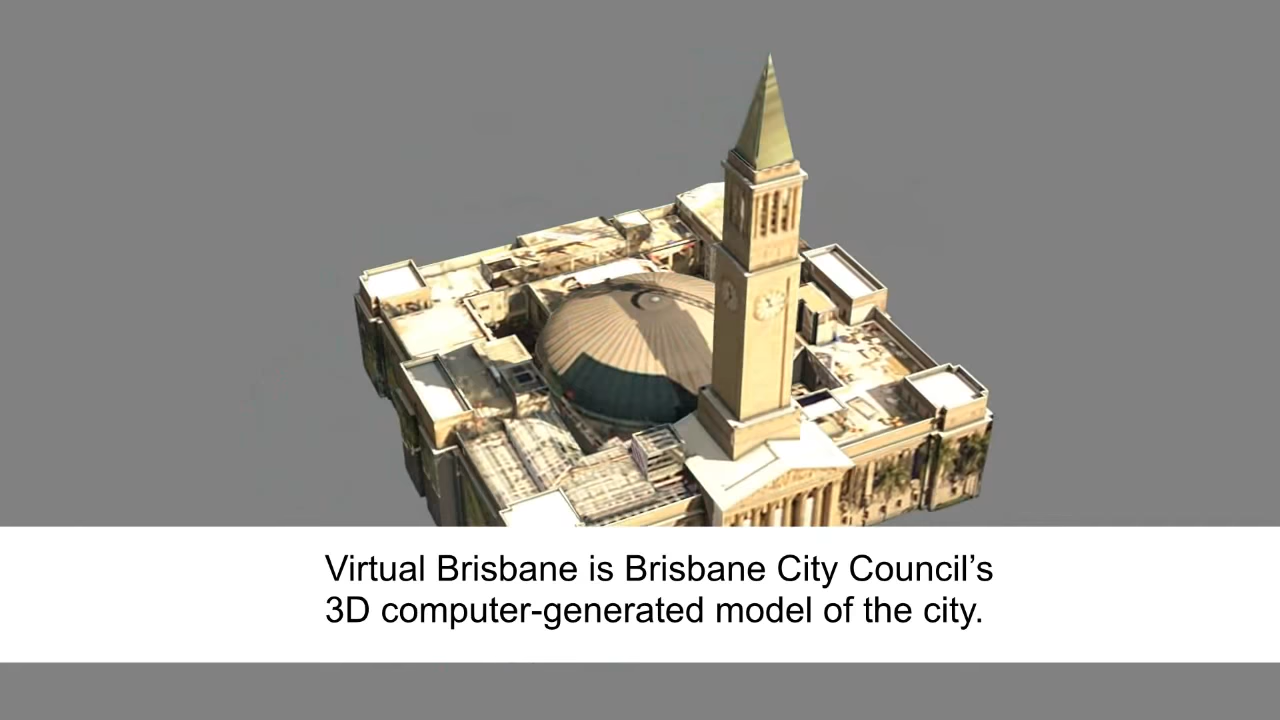 Virtual Brisbane is Brisbane City Council’s
3D computer-generated model of the city.